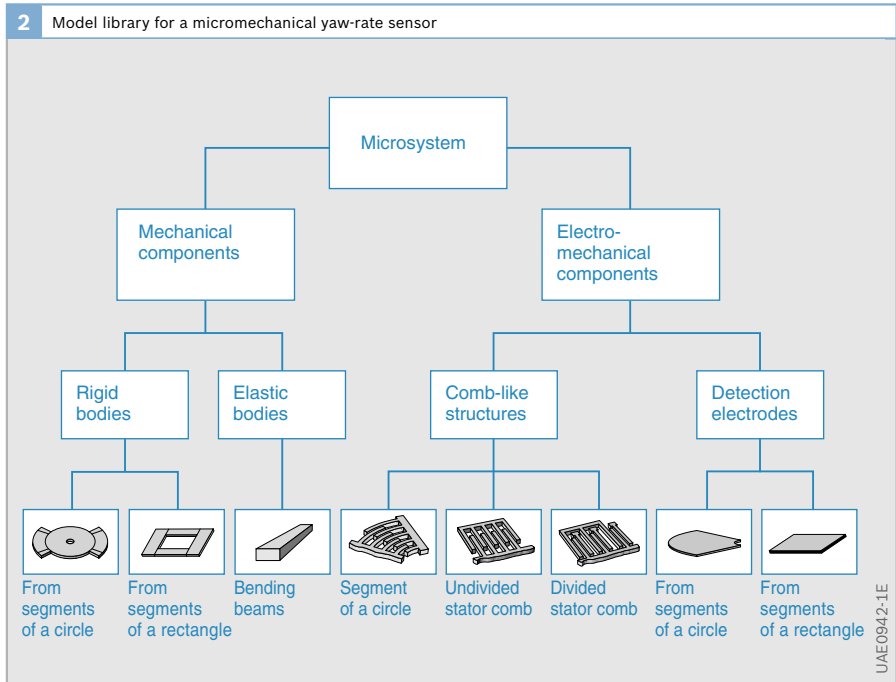 2 Model library for a micromechanical yaw-rate sensor
Microsystem
Mechanical
components
Electro-
mechanical
components
Rigid
bodies
Elastic
bodies
Comb-like
structures
Detection
electrodes
From
segments
of a circle
From
segments
of a rectangle
Bending
beams
Segment
of a circle
Undivided
stator comb
Divided
stator comb
From
segments
of a circle
From
segments
of a rectangle
UAE0942-1E